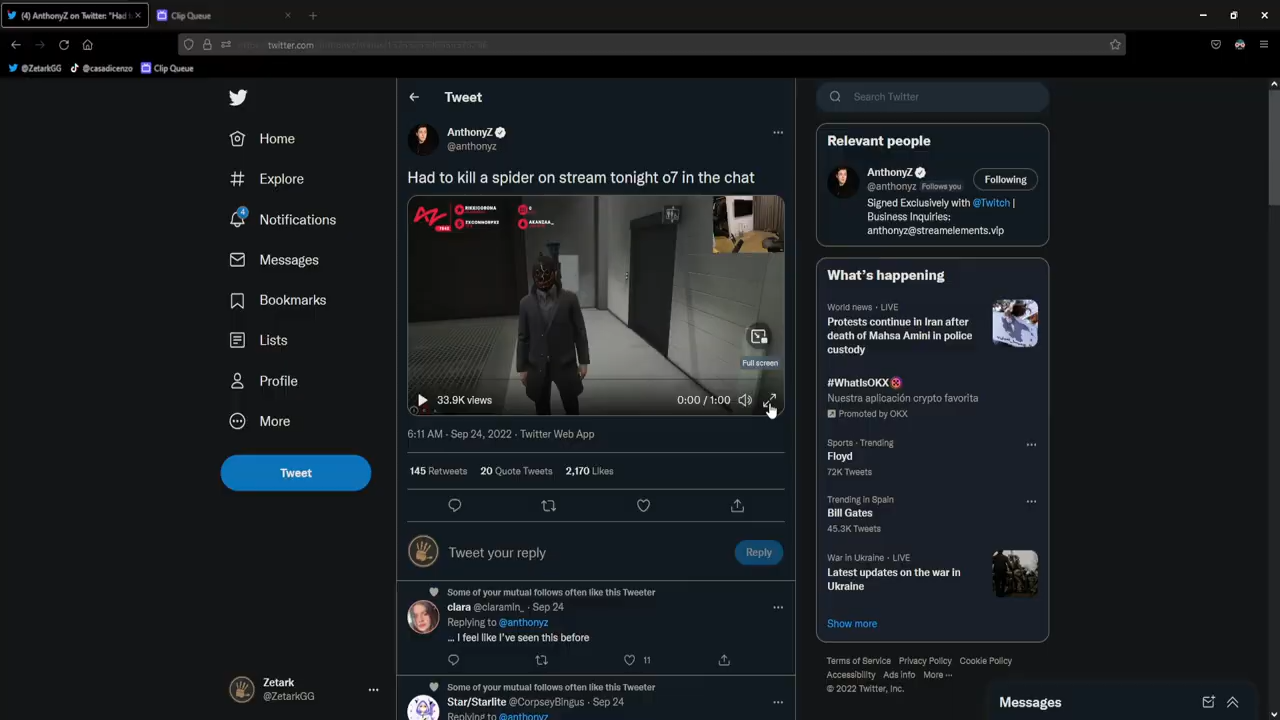 (4) AnthonyZ on Twitter: "Had
Clip Queue
twitter.com
@ZetarkGG
@casadicenzo
Clip Queue
Home
Explore
4
Notifications
Messages
Bookmarks
Lists
Profile
More
Tweet
Zetark
@ZetarkGG
Tweet
AnthonyZ
@anthonyz
Had to kill a spider on stream tonight o7 in the chat
Full screen
33.9K views
0:00 / 1:00
6:11 AM · Sep 24, 2022 · Twitter Web App
145 Retweets 20 Quote Tweets 2,170 Likes
Tweet your reply
Reply
Some of your mutual follows often like this Tweeter
clara @claramin_ · Sep 24
Replying to @anthonyz
... I feel like I've seen this before
11
Some of your mutual follows often like this Tweeter
Star/Starlite @CorpseyBingus · Sep 24
Replying to @anthonyz
Search Twitter
Relevant people
AnthonyZ
@anthonyz Follows you
Following
Signed Exclusively with @Twitch |
Business Inquiries:
anthonyz@streamelements.vip
What's happening
World news · LIVE
Protests continue in Iran after
death of Mahsa Amini in police
custody
#WhatIsOKX
Nuestra aplicación crypto favorita
Promoted by OKX
Sports · Trending
Floyd
72K Tweets
Trending in Spain
Bill Gates
45.3K Tweets
War in Ukraine · LIVE
Latest updates on the war in
Ukraine
Show more
Terms of Service Privacy Policy Cookie Policy
Accessibility Ads info More ···
© 2022 Twitter, Inc.
Messages